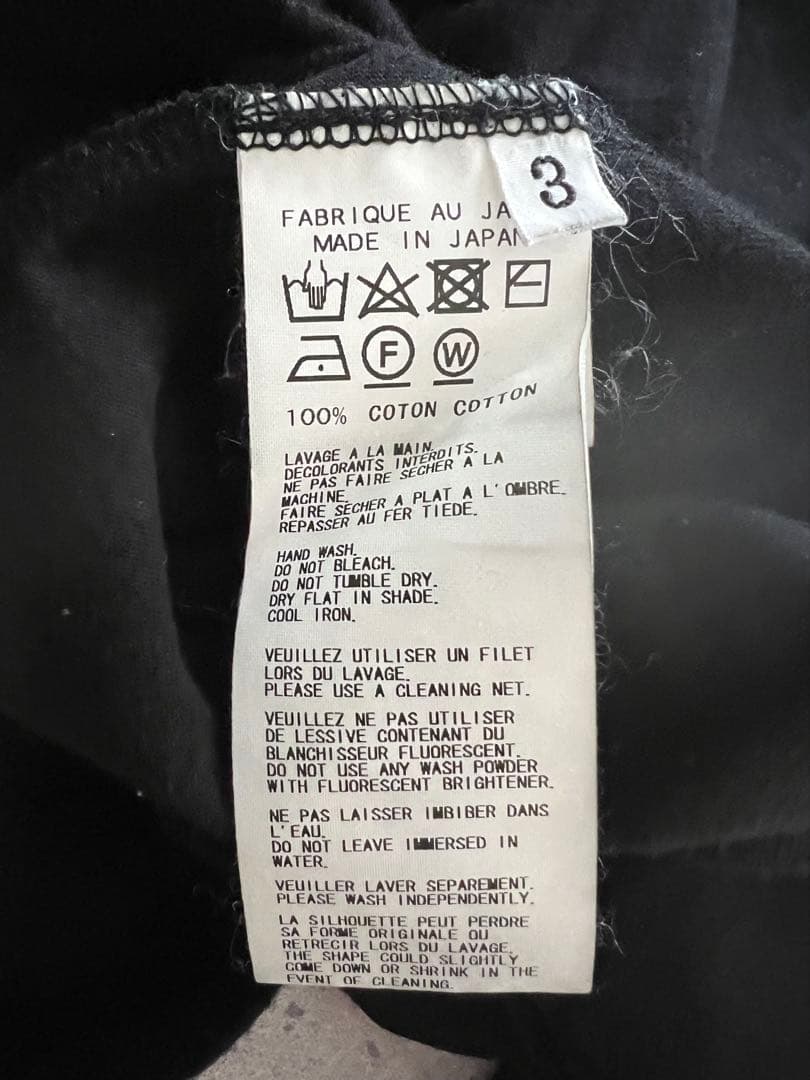 3
FABRIQUE AU JA
MADE IN JAPAN
F W
100% COTON COTTON
LAVAGE A LA MAIN.
DECOLORANTS INTERDITS.
NE PAS FAIRE SECHER A LA
MACHINE.
FAIRE SECHER A PLAT A L'OMBRE.
REPASSER AU FER TIEDE.
HAND WASH.
DO NOT BLEACH.
DO NOT TUMBLE DRY.
DRY FLAT IN SHADE.
COOL IRON.
VEUILLEZ UTILISER UN FILET
LORS DU LAVAGE.
PLEASE USE A CLEANING NET.
VEUILLEZ NE PAS UTILISER
DE LESSIVE CONTENANT DU
BLANCHISSEUR FLUORESCENT.
DO NOT USE ANY WASH POWDER
WITH FLUORESCENT BRIGHTENER.
NE PAS LAISSER IMBIBER DANS
L'EAU.
DO NOT LEAVE IMMERSED IN
WATER.
VEUILLER LAVER SEPAREMENT.
PLEASE WASH INDEPENDENTLY.
LA SILHOUETTE PEUT PERDRE
SA FORME ORIGINALE OU
RETRECIR LORS DU LAVAGE.
THE SHAPE COULD SLIGHTLY
COME DOWN OR SHRINK IN THE
EVENT OF CLEANING.